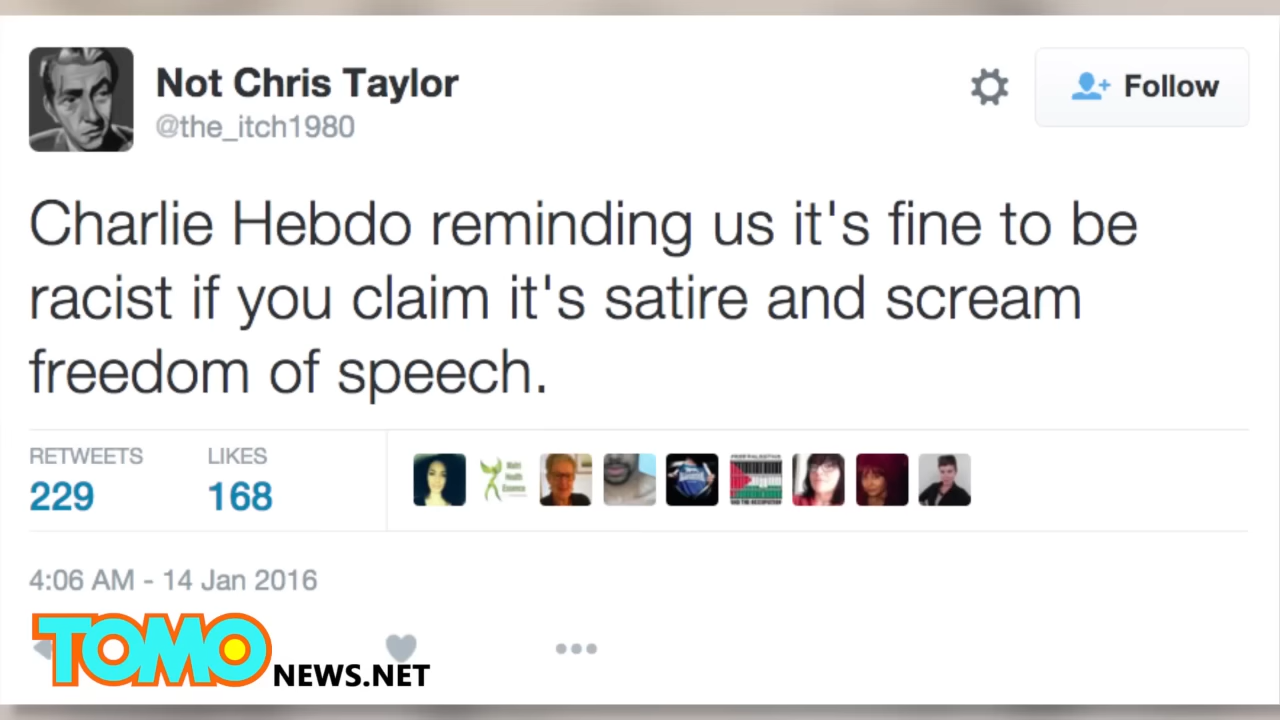 Not Chris Taylor
@the_itch1980
Follow
Charlie Hebdo reminding us it's fine to be
racist if you claim it's satire and scream
freedom of speech.
RETWEETS LIKES
229 168
4:06 AM - 14 Jan 2016
TOMO NEWS.NET